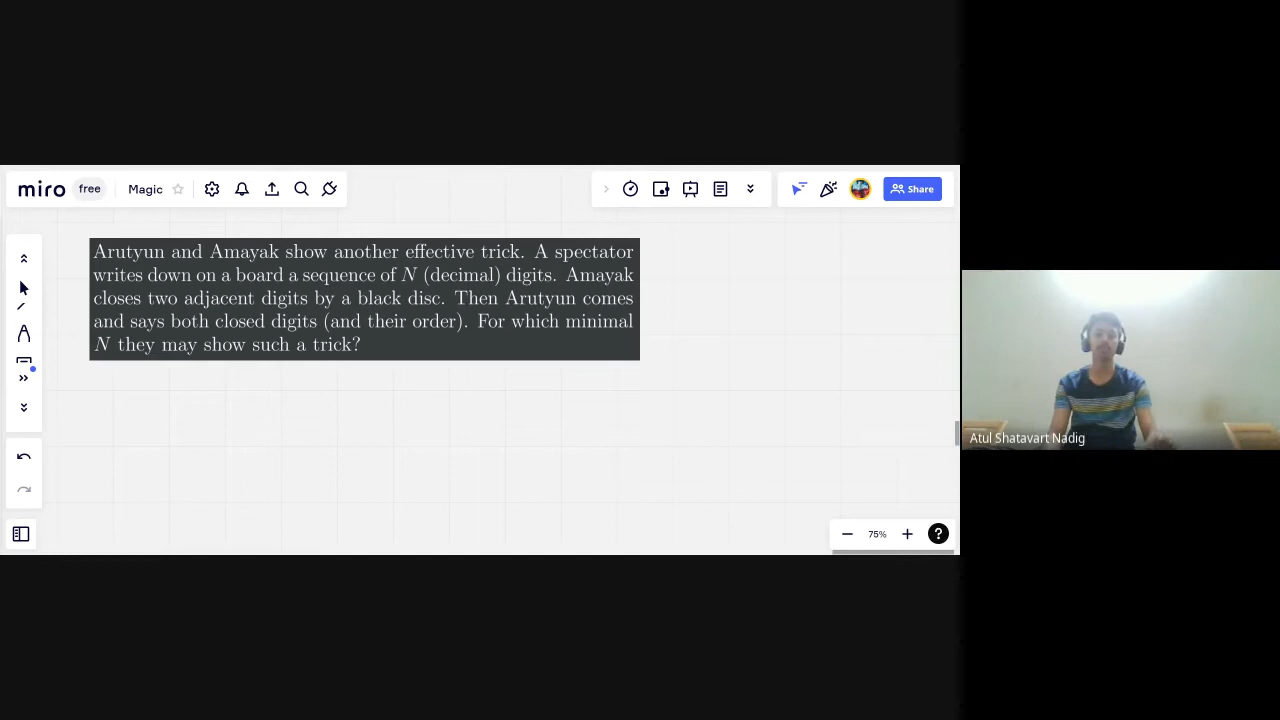 miro free Magic Share
Arutyun and Amayak show another effective trick. A spectator
writes down on a board a sequence of N (decimal) digits. Amayak
closes two adjacent digits by a black disc. Then Arutyun comes
and says both closed digits (and their order). For which minimal
N they may show such a trick?
Atul Shatavart Nadig
75%